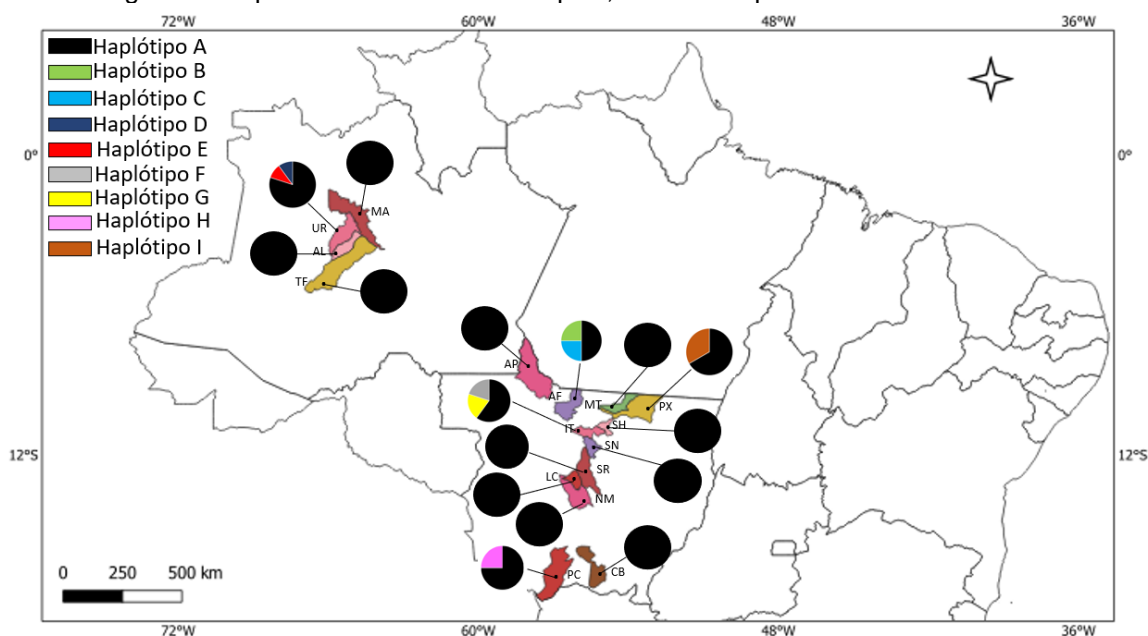 72°W 60°W 48°W 36°W
Haplótipo A
Haplótipo B
Haplótipo C
Haplótipo D
Haplótipo E
Haplótipo F
Haplótipo G
Haplótipo H
Haplótipo I
0° 0°
MA
UR
AL
TF
AP
AF
MT
PX
IT
SH
SN
12°S 12°S
SR
LC
NM
CB
PC
0 250 500 km
72°W 60°W 48°W 36°W